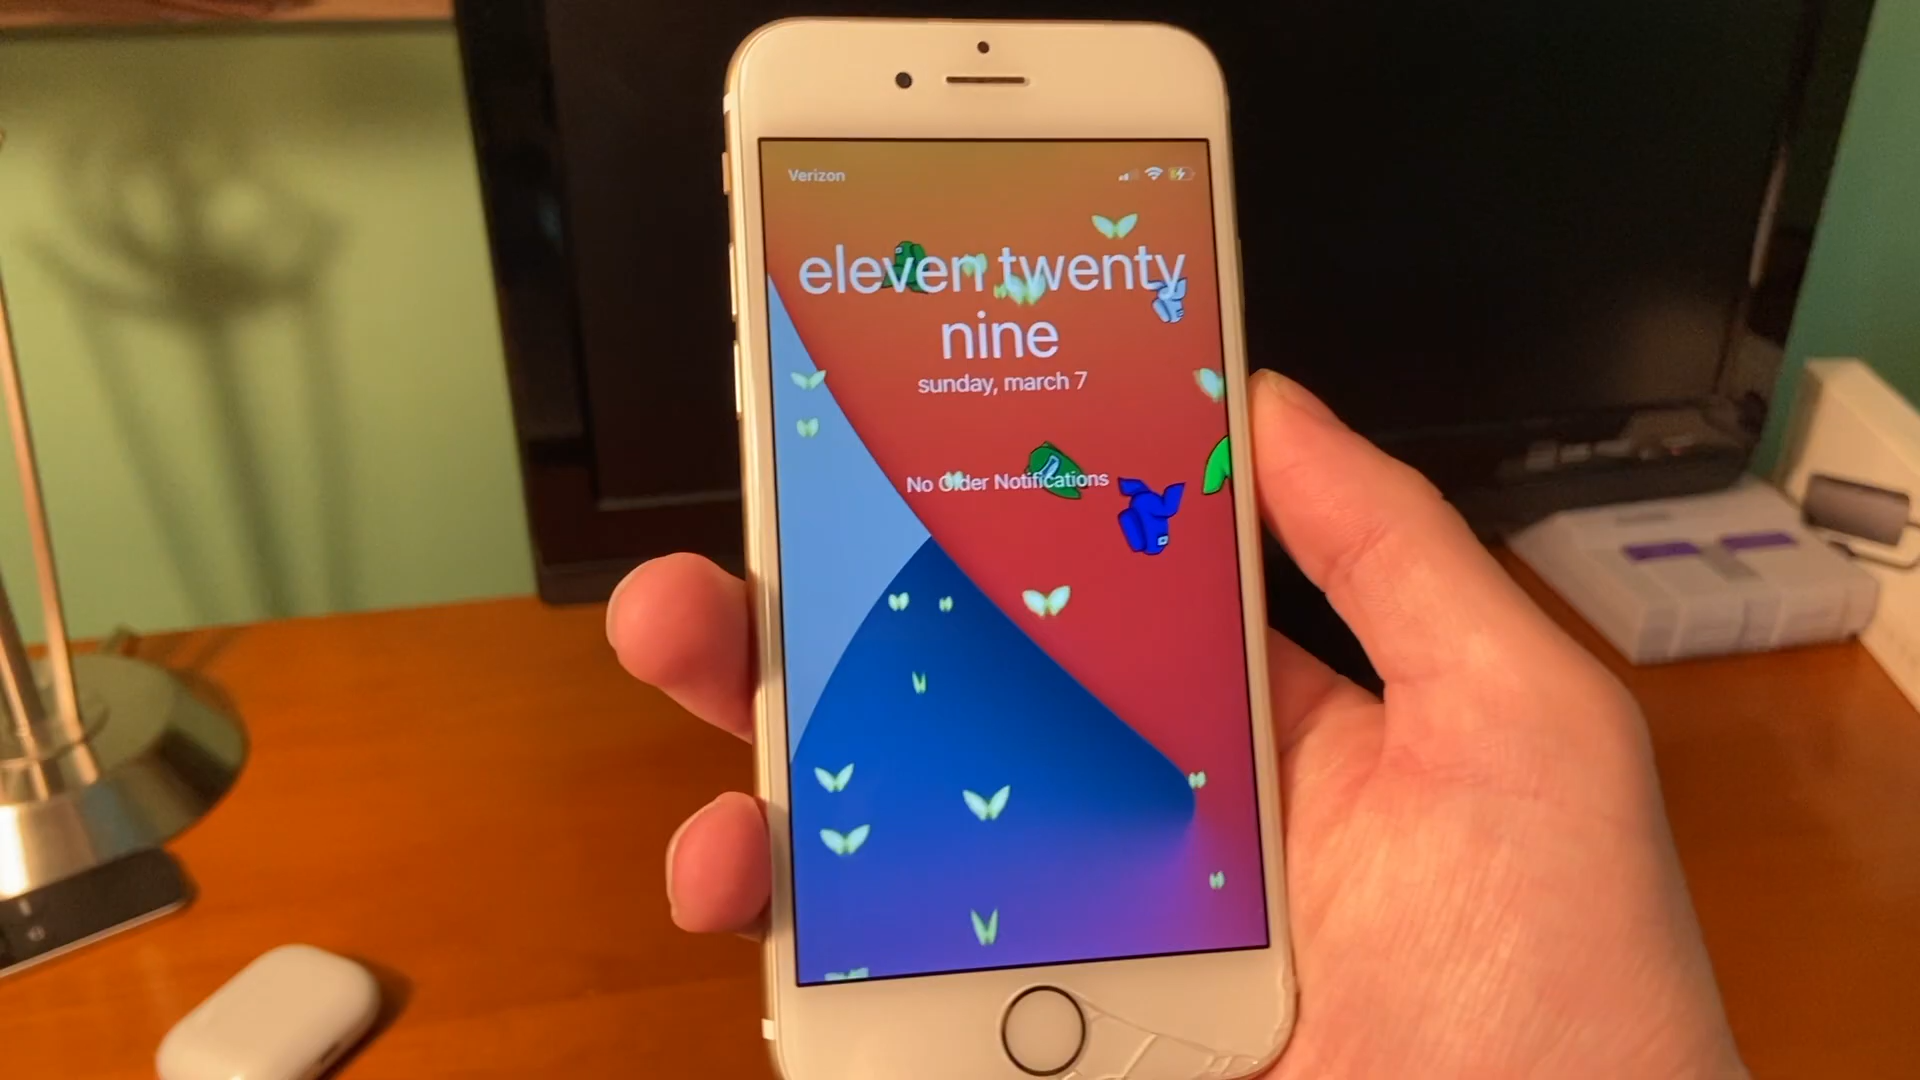 Verizon
eleven twenty
nine
sunday, march 7
No Older Notifications